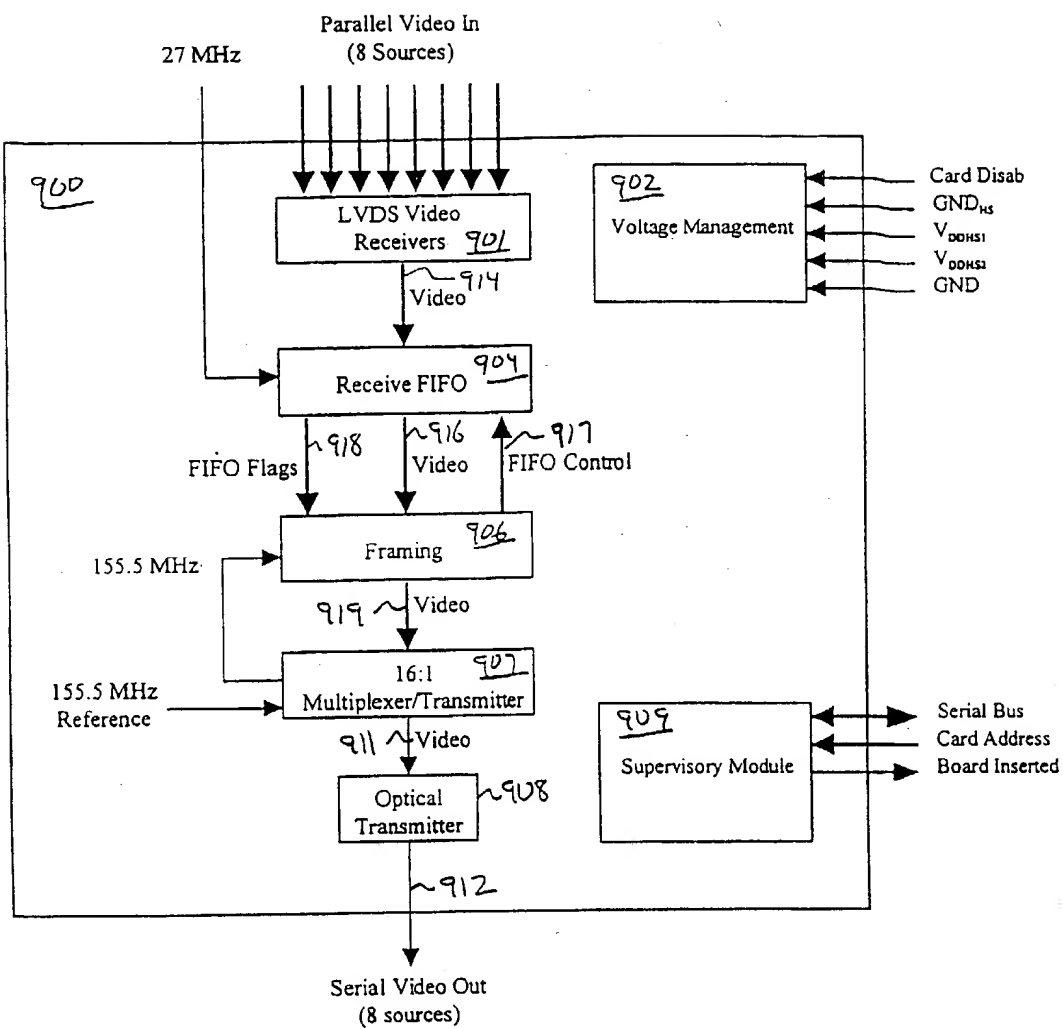 Parallel Video In
(8 Sources)
27 MHz
900
LVDS Video
Receivers 901
902
Voltage Management
Card Disab
GNDHS
VDDHS1
VDDHS2
GND
914
Video
904
Receive FIFO
918
FIFO Flags
916
Video
917
FIFO Control
906
Framing
155.5 MHz
919 Video
907
16:1
Multiplexer/Transmitter
155.5 MHz
Reference
911 Video
908
Optical
Transmitter
909
Supervisory Module
Serial Bus
Card Address
Board Inserted
912
Serial Video Out
(8 sources)